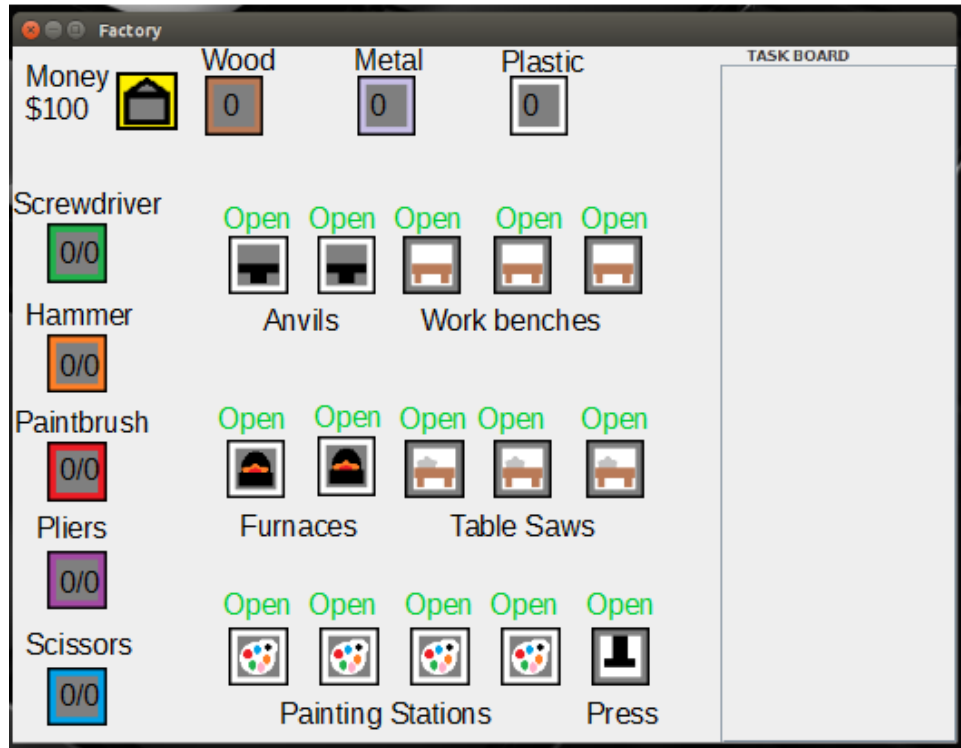 Factory
Wood Metal Plastic TASK BOARD
Money
$100
0 0 0
Screwdriver
Open Open Open Open Open
0/0
Hammer Anvils Work benches
0/0
Paintbrush Open Open Open Open Open
0/0
Pliers Furnaces Table Saws
0/0
Open Open Open Open Open
Scissors
0/0
Painting Stations Press